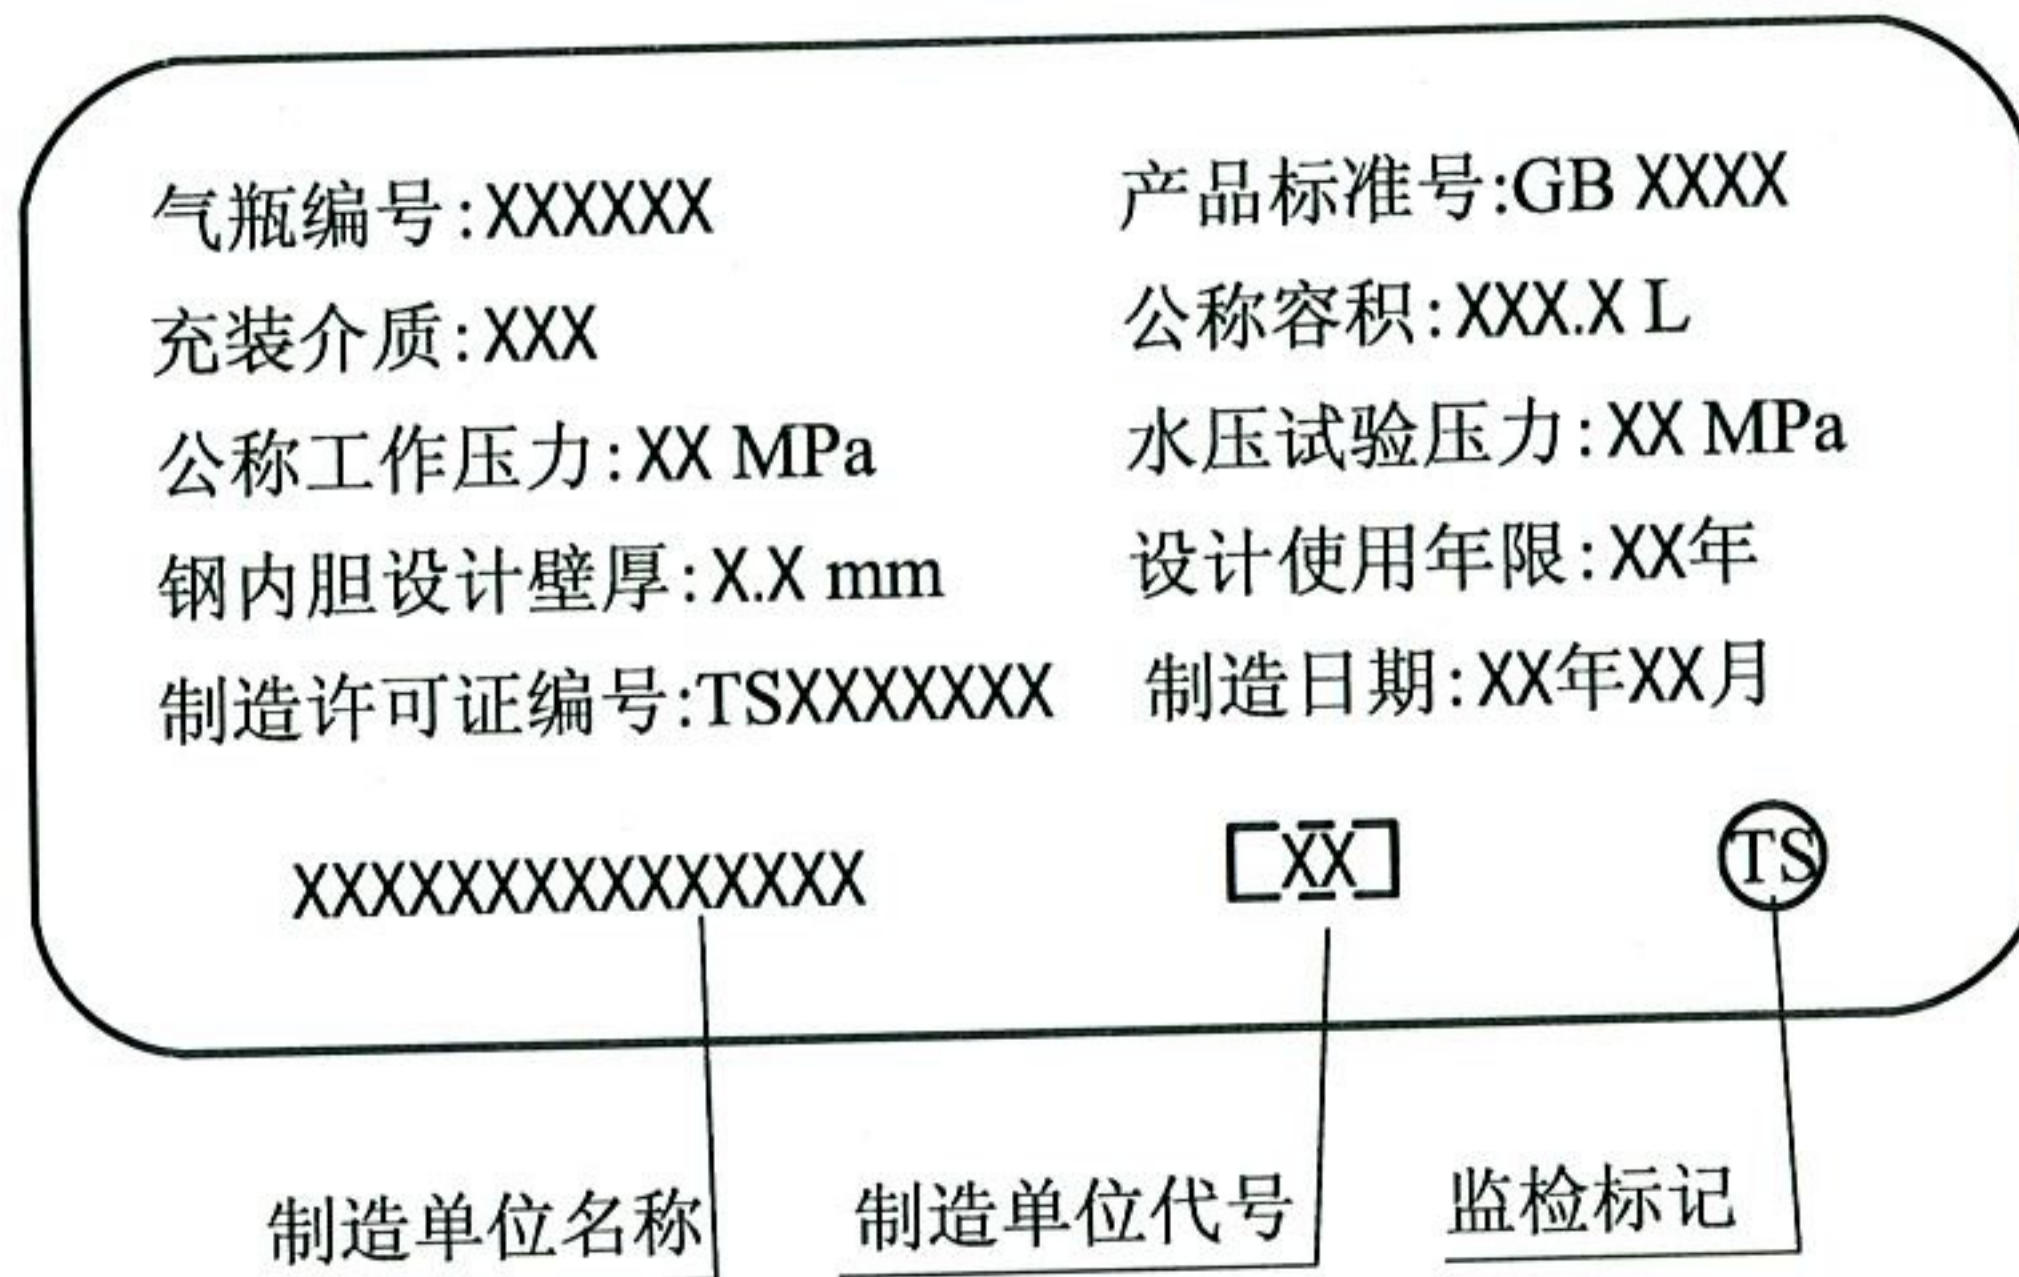 气瓶编号:XXXXXX 产品标准号:GB XXXX
充装介质:XXX 公称容积:XXX.X L
公称工作压力:XX MPa 水压试验压力:XX MPa
钢内胆设计壁厚:X.X mm 设计使用年限:XX年
制造许可证编号:TSXXXXXXX 制造日期:XX年XX月
XXXXXXXXXXXXXXX XX TS
制造单位名称 制造单位代号 监检标记